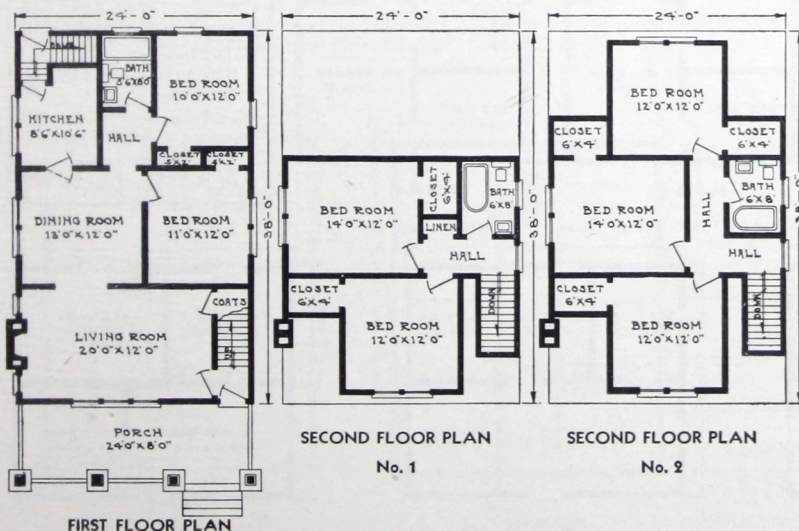 24'-0"
DOWN
BATH
6'X8'0"
BED ROOM
10'0"X12'0"
KITCHEN
8'6"X10'6"
HALL
CLOSET
5'X2'
CLOSET
4'X2'
DINING ROOM
BED ROOM
11'0"X12'0"
38'-0"
COATS
UP
LIVING ROOM
20'0"X12'0"
PORCH
24'0"X8'0"
FIRST FLOOR PLAN
24'-0"
BED ROOM
14'0"X12'0"
CLOSET
6'X4'
LINEN
BATH
6'X8'
HALL
38'-0"
CLOSET
6'X4'
BED ROOM
12'0"X12'0"
DOWN
SECOND FLOOR PLAN
No. 1
24'-0"
BED ROOM
12'0"X12'0"
CLOSET
6'X4'
CLOSET
6'X4'
BED ROOM
14'0"X12'0"
HALL
BATH
6'X8'
HALL
CLOSET
6'X4'
BED ROOM
12'0"X12'0"
DOWN
SECOND FLOOR PLAN
No. 2